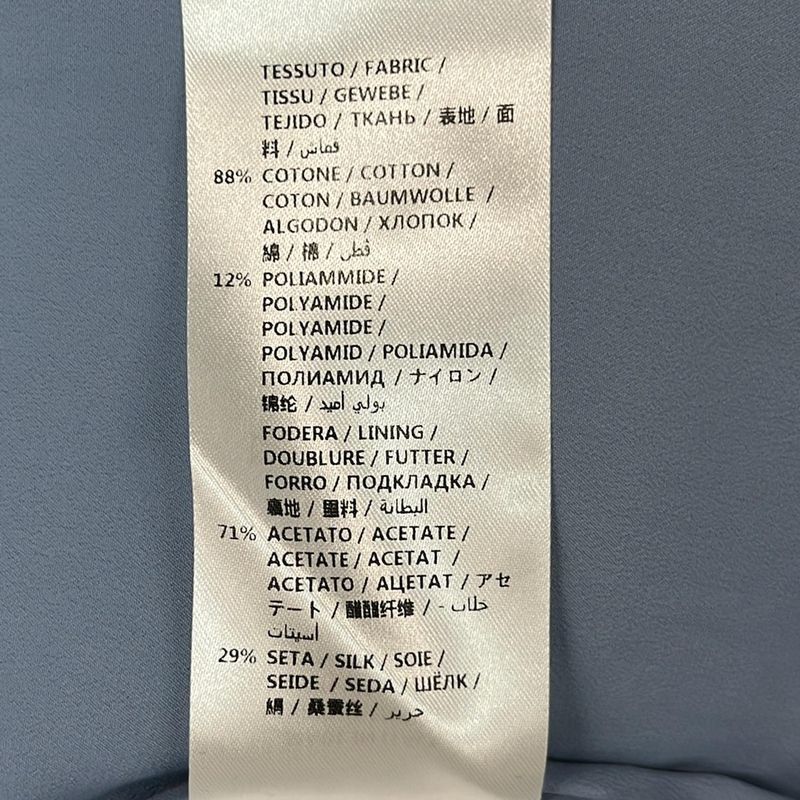 TESSUTO / FABRIC /
TISSU / GEWEBE /
TEJIDO / ТКАНЬ / 表地 / 面
料 / قماش
88% COTONE / COTTON /
COTON / BAUMWOLLE /
ALGODON / ХЛОПОК /
綿 / 棉 / قطن
12% POLIAMMIDE /
POLYAMIDE /
POLYAMIDE /
POLYAMID / POLIAMIDA /
ПОЛИАМИД / ナイロン /
锦纶 / بولي أميد
FODERA / LINING /
DOUBLURE / FUTTER /
FORRO / ПОДКЛАДКА /
裏地 / 里料 / البطانة
71% ACETATO / ACETATE /
ACETATE / ACETAT /
ACETATO / АЦЕТАТ / アセ
テート / 醋酯纤维 / - خلات
أسيتات
29% SETA / SILK / SOIE /
SEIDE / SEDA / ШЁЛК /
絹 / 桑蚕丝 / حرير